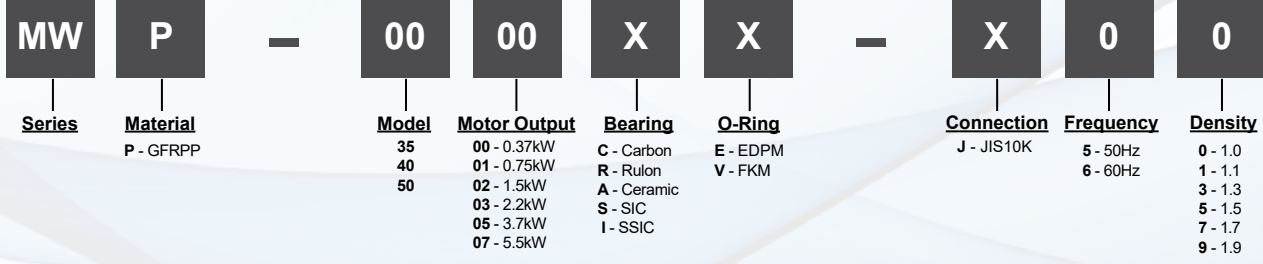 MW P – 00 00 X X – X 0 0
Series
Material
P - GFRPP
Model
35
40
50
Motor Output
00 - 0.37kW
01 - 0.75kW
02 - 1.5kW
03 - 2.2kW
05 - 3.7kW
07 - 5.5kW
Bearing
C - Carbon
R - Rulon
A - Ceramic
S - SIC
I - SSIC
O-Ring
E - EDPM
V - FKM
Connection
J - JIS10K
Frequency
5 - 50Hz
6 - 60Hz
Density
0 - 1.0
1 - 1.1
3 - 1.3
5 - 1.5
7 - 1.7
9 - 1.9